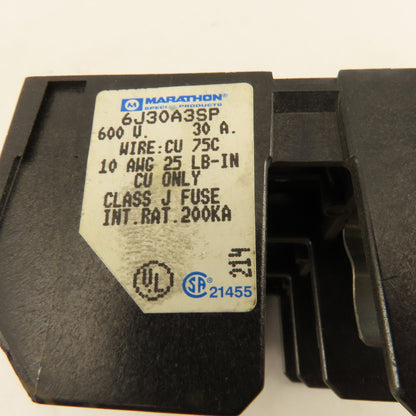 M MARATHON
SPECIAL PRODUCTS
6J30A3SP
600 V. 30 A.
WIRE:CU 75C
10 AWG 25 LB-IN
CU ONLY
CLASS J FUSE
INT.RAT.200KA
214
UL SA 21455